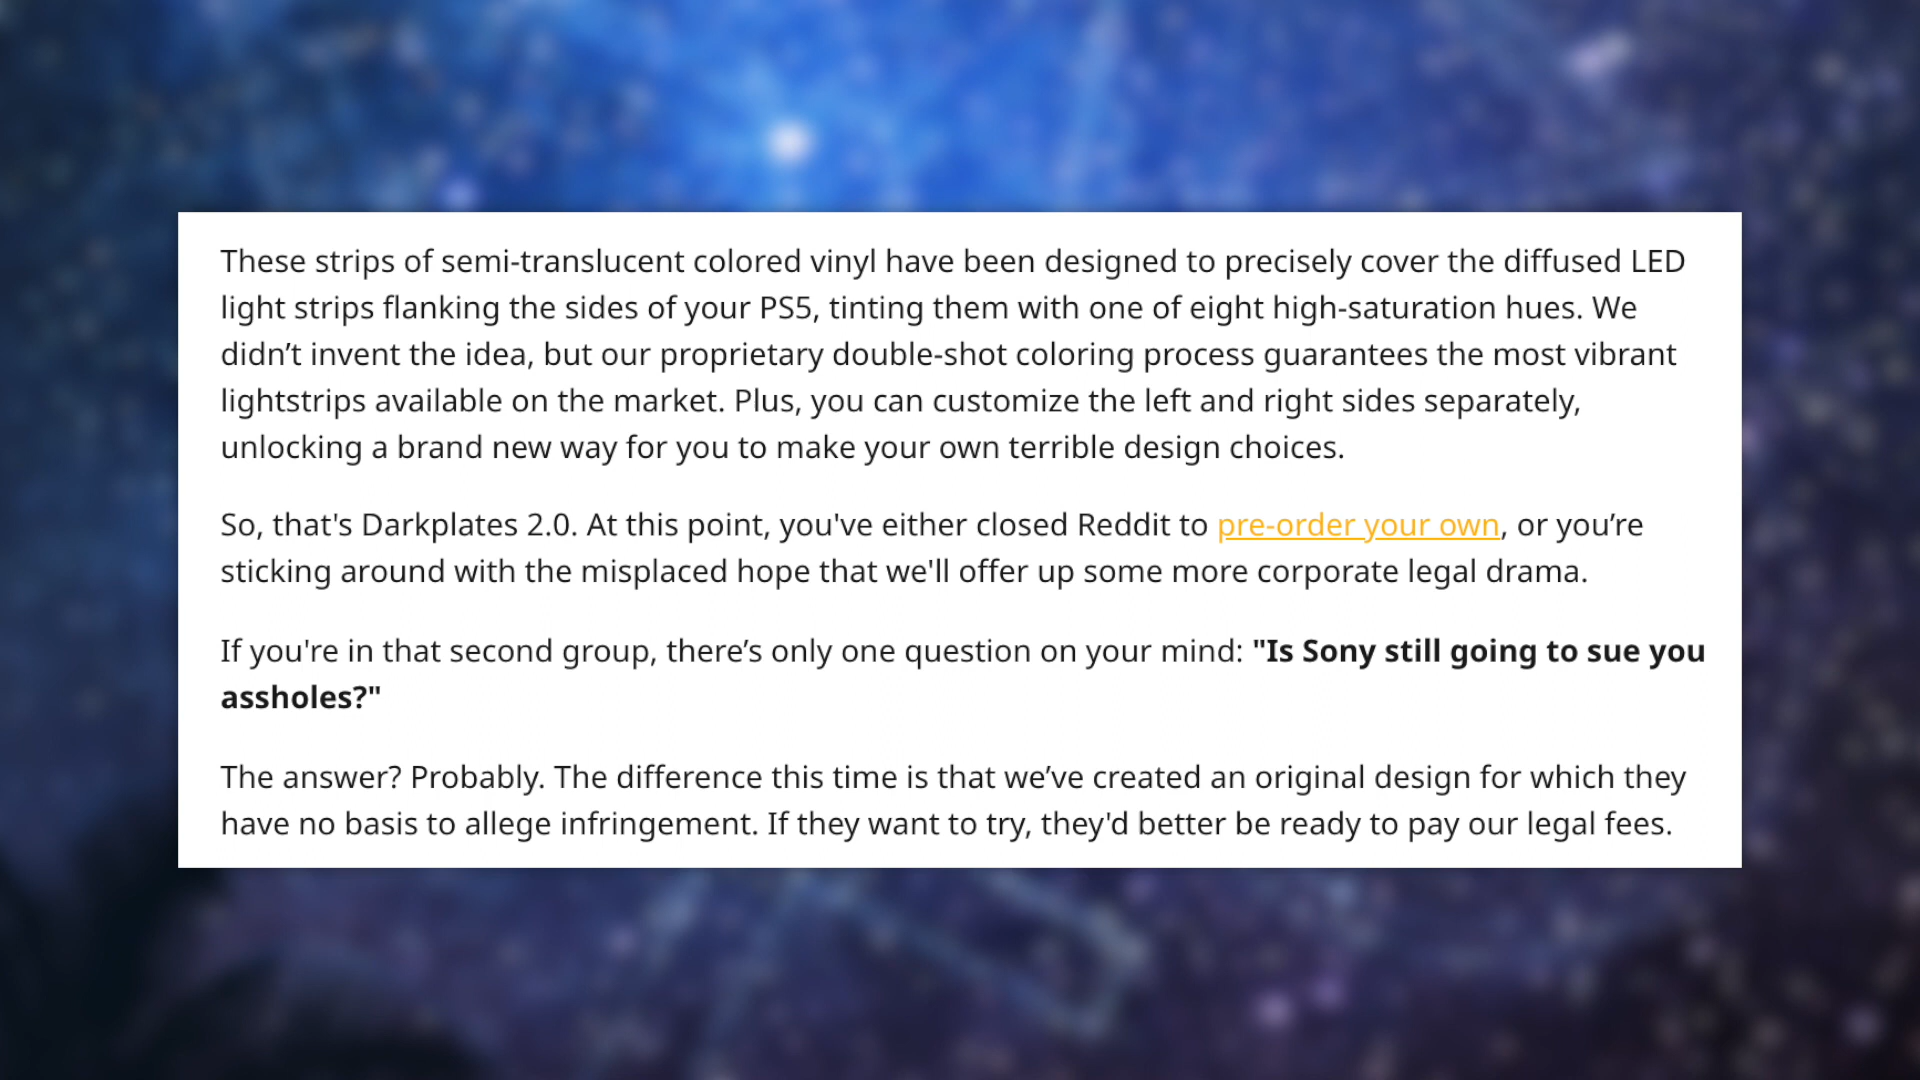 These strips of semi-translucent colored vinyl have been designed to precisely cover the diffused LED
light strips flanking the sides of your PS5, tinting them with one of eight high-saturation hues. We
didn’t invent the idea, but our proprietary double-shot coloring process guarantees the most vibrant
lightstrips available on the market. Plus, you can customize the left and right sides separately,
unlocking a brand new way for you to make your own terrible design choices.
So, that's Darkplates 2.0. At this point, you've either closed Reddit to pre-order your own, or you’re
sticking around with the misplaced hope that we'll offer up some more corporate legal drama.
If you're in that second group, there’s only one question on your mind: "Is Sony still going to sue you
assholes?"
The answer? Probably. The difference this time is that we’ve created an original design for which they
have no basis to allege infringement. If they want to try, they'd better be ready to pay our legal fees.